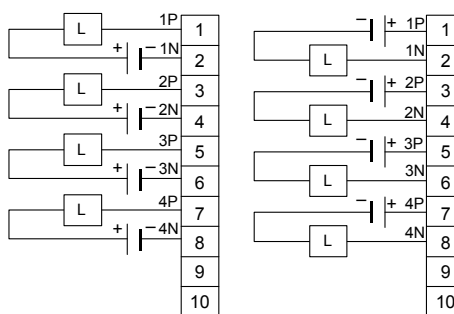 L 1P 1
+ − 1N 2
L 2P 3
+ − 2N 4
L 3P 5
+ − 3N 6
L 4P 7
+ − 4N 8
9
10
− + 1P 1
L 1N 2
− + 2P 3
L 2N 4
− + 3P 5
L 3N 6
− + 4P 7
L 4N 8
9
10